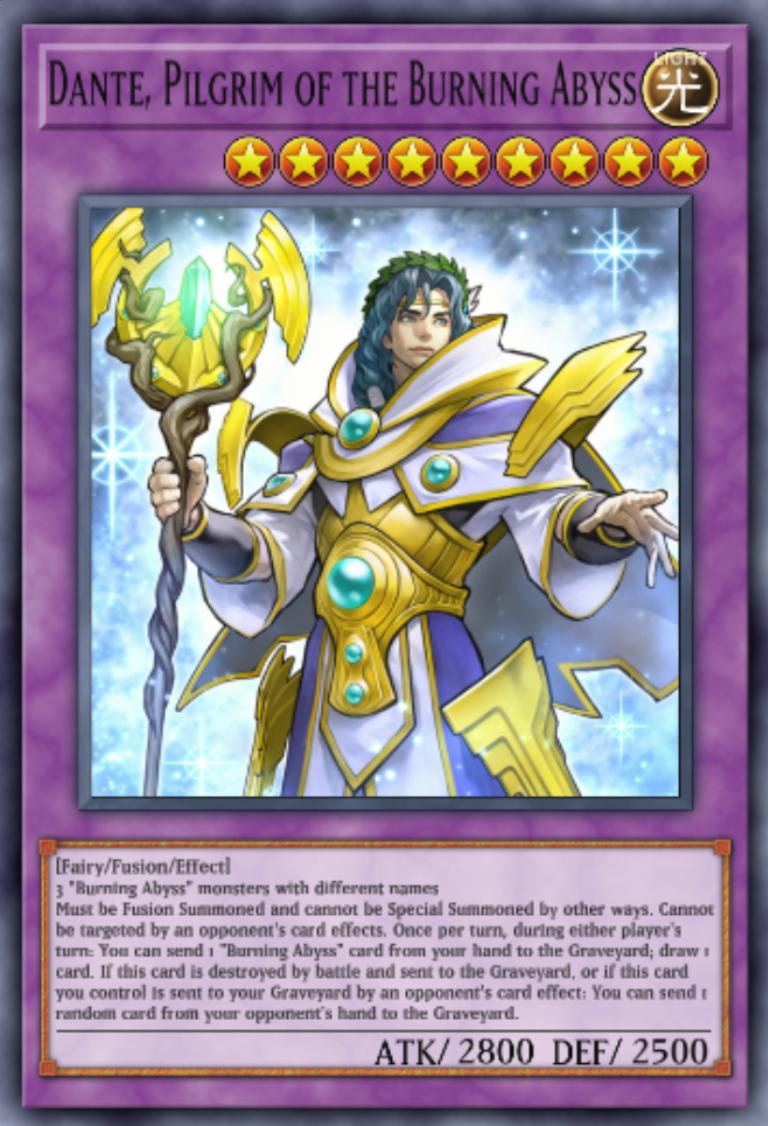 DANTE, PILGRIM OF THE BURNING ABYSS
LIGHT
光
[Fairy/Fusion/Effect]
3 "Burning Abyss" monsters with different names
Must be Fusion Summoned and cannot be Special Summoned by other ways. Cannot
be targeted by an opponent's card effects. Once per turn, during either player's
turn: You can send 1 "Burning Abyss" card from your hand to the Graveyard; draw 1
card. If this card is destroyed by battle and sent to the Graveyard, or if this card
you control is sent to your Graveyard by an opponent's card effect: You can send 1
random card from your opponent's hand to the Graveyard.
ATK/ 2800 DEF/ 2500